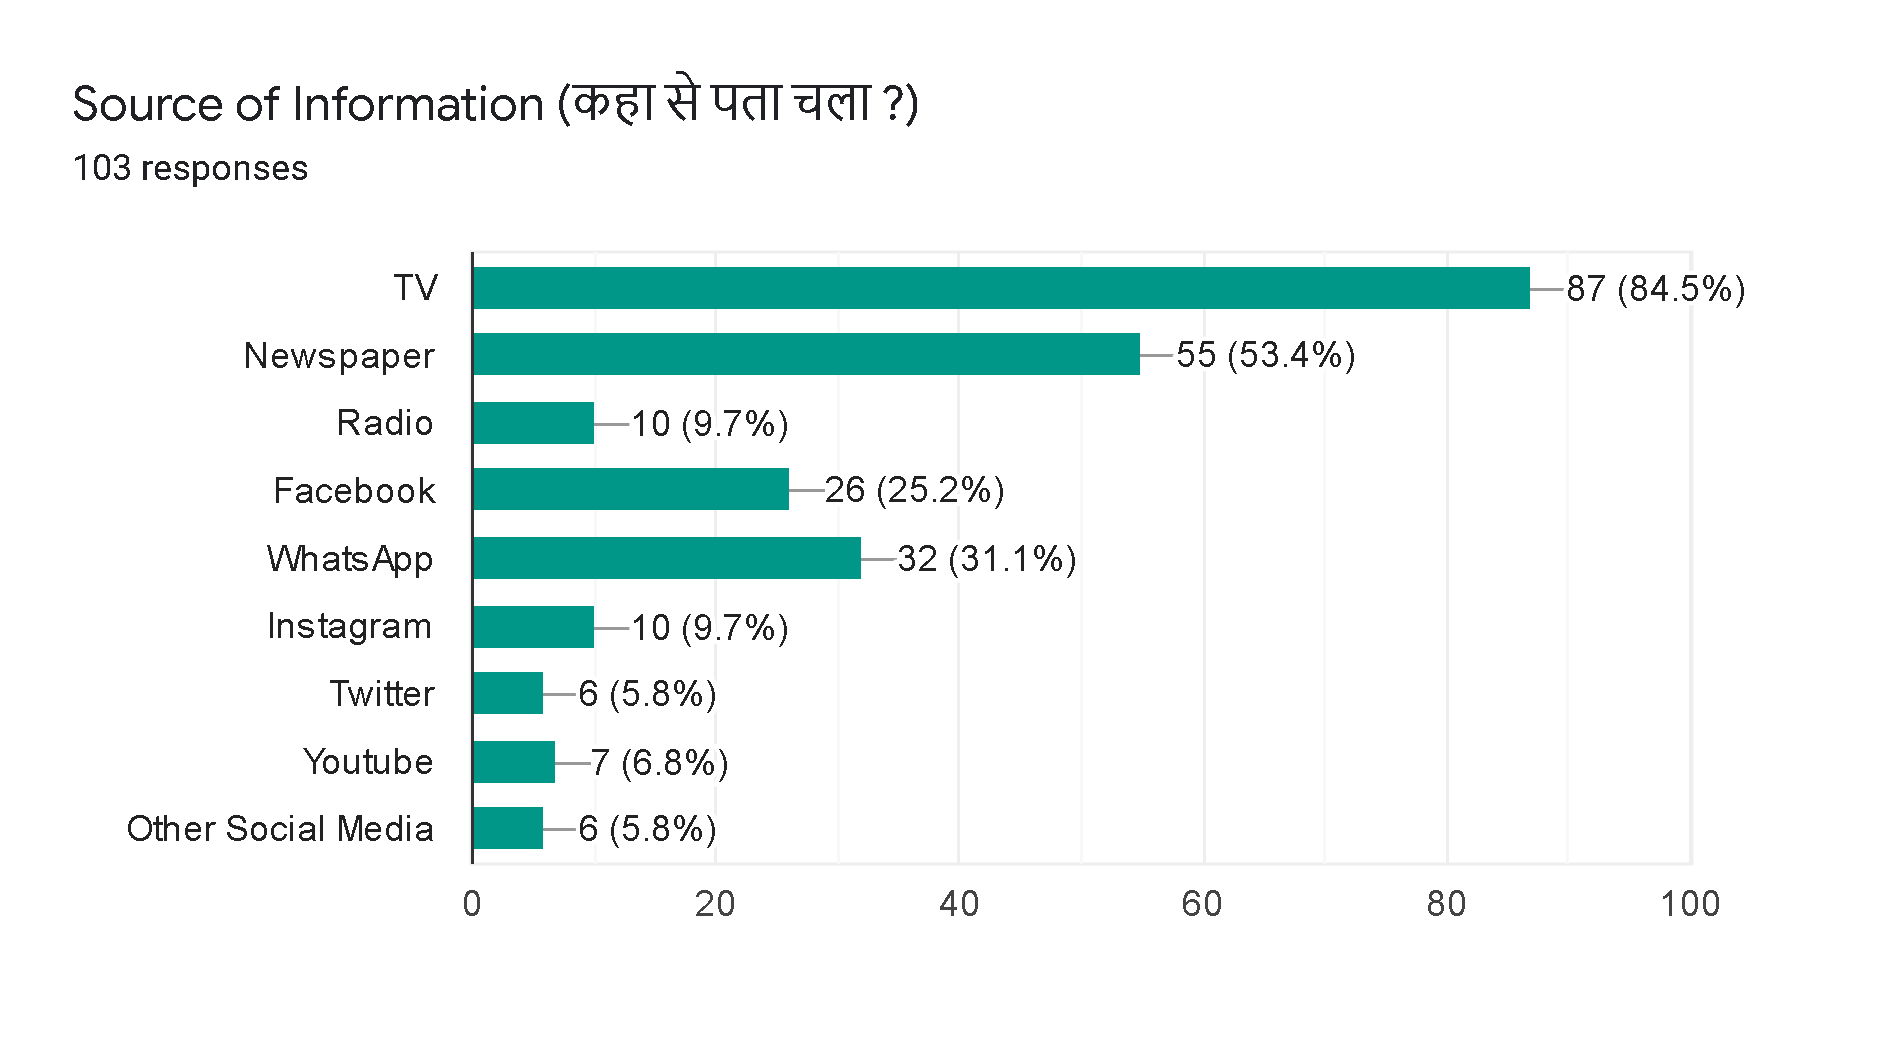 Source of Information (कहा से पता चला ?)
103 responses
TV 87 (84.5%)
Newspaper 55 (53.4%)
Radio 10 (9.7%)
Facebook 26 (25.2%)
WhatsApp 32 (31.1%)
Instagram 10 (9.7%)
Twitter 6 (5.8%)
Youtube 7 (6.8%)
Other Social Media 6 (5.8%)
0 20 40 60 80 100